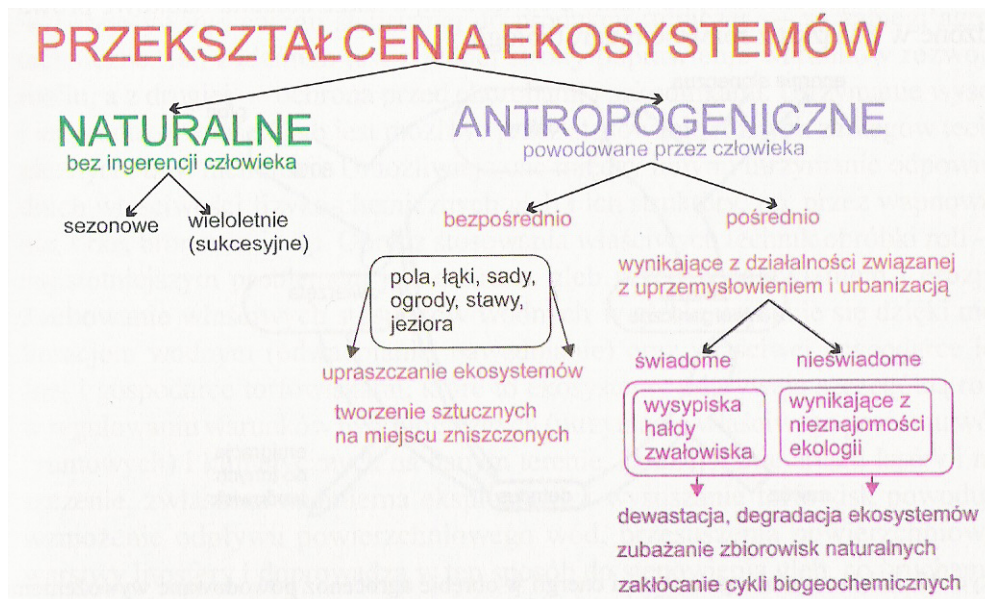 PRZEKSZTAŁCENIA EKOSYSTEMÓW
NATURALNE
bez ingerencji człowieka
sezonowe
wieloletnie
(sukcesyjne)
ANTROPOGENICZNE
powodowane przez człowieka
bezpośrednio
pola, łąki, sady,
ogrody, stawy,
jeziora
upraszczanie ekosystemów
tworzenie sztucznych
na miejscu zniszczonych
pośrednio
wynikające z działalności związanej
z uprzemysłowieniem i urbanizacją
świadome
wysypiska
hałdy
zwałowiska
nieświadome
wynikające z
nieznajomości
ekologii
dewastacja, degradacja ekosystemów
zubażanie zbiorowisk naturalnych
zakłócanie cykli biogeochemicznych